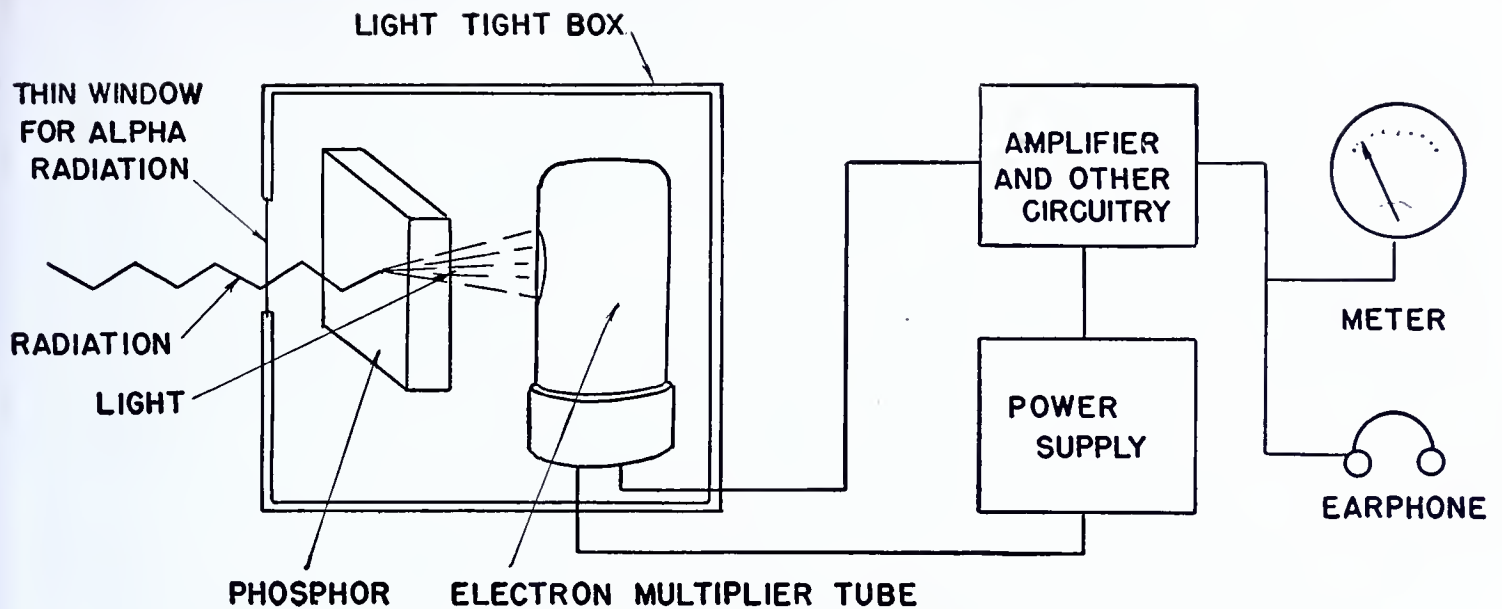 LIGHT TIGHT BOX
THIN WINDOW
FOR ALPHA
RADIATION
AMPLIFIER
AND OTHER
CIRCUITRY
RADIATION
METER
LIGHT
POWER
SUPPLY
EARPHONE
PHOSPHOR
ELECTRON MULTIPLIER TUBE